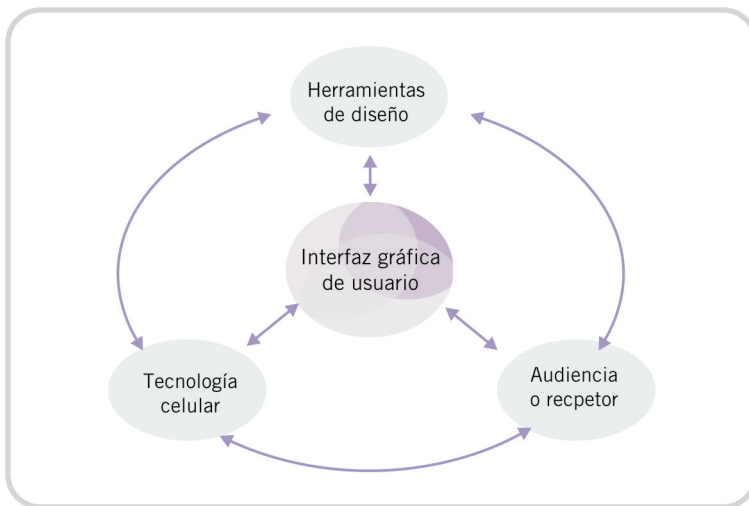 Herramientas
de diseño
Interfaz gráfica
de usuario
Tecnología
celular
Audiencia
o recpetor